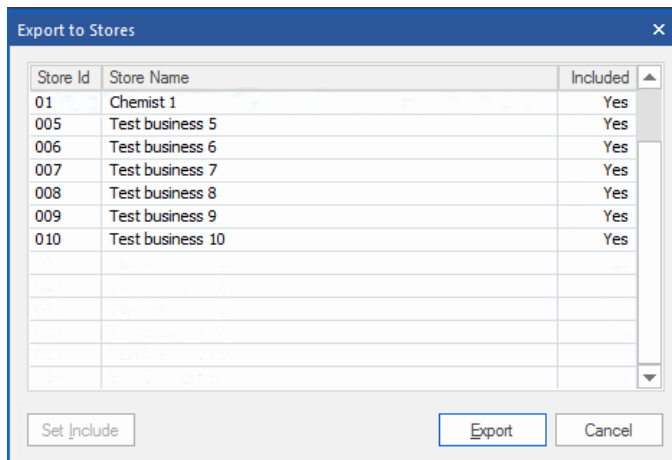 Export to Stores
Store Id Store Name Included
01 Chemist 1 Yes
005 Test business 5 Yes
006 Test business 6 Yes
007 Test business 7 Yes
008 Test business 8 Yes
009 Test business 9 Yes
010 Test business 10 Yes
Set Include Export Cancel